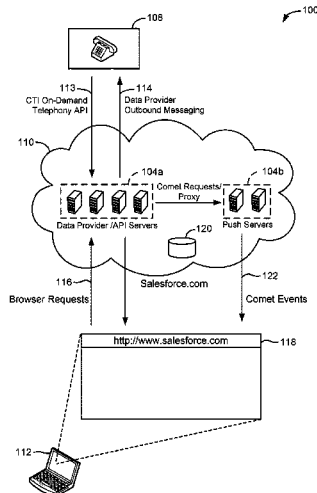 100
108
113
114
CTI On-Demand
Telephony API
Data Provider
Outbound Messaging
110
104a
104b
Comet Requests/
Proxy
Data Provider /API Servers
Push Servers
120
116
122
Salesforce.com
Browser Requests
Comet Events
http://www.salesforce.com
118
112